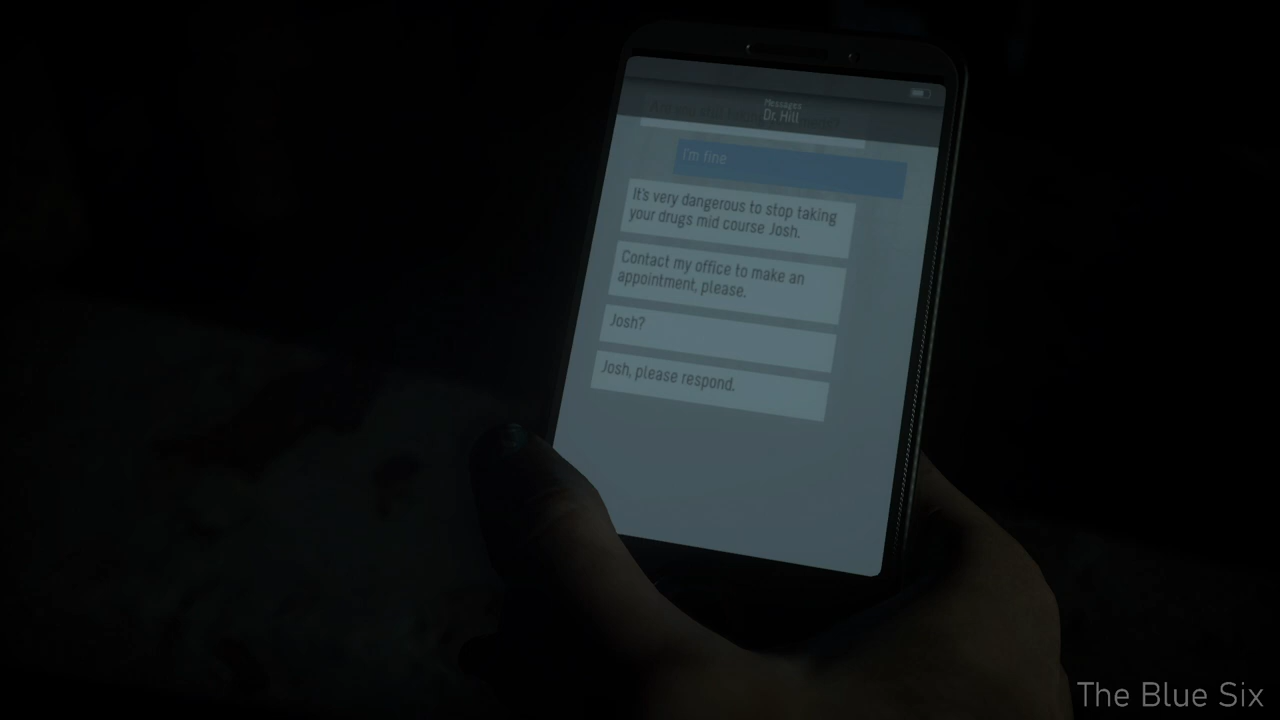 Messages
Dr. Hill
I'm fine
It's very dangerous to stop taking
your drugs mid course Josh.
Contact my office to make an
appointment, please.
Josh?
Josh, please respond.
The Blue Six